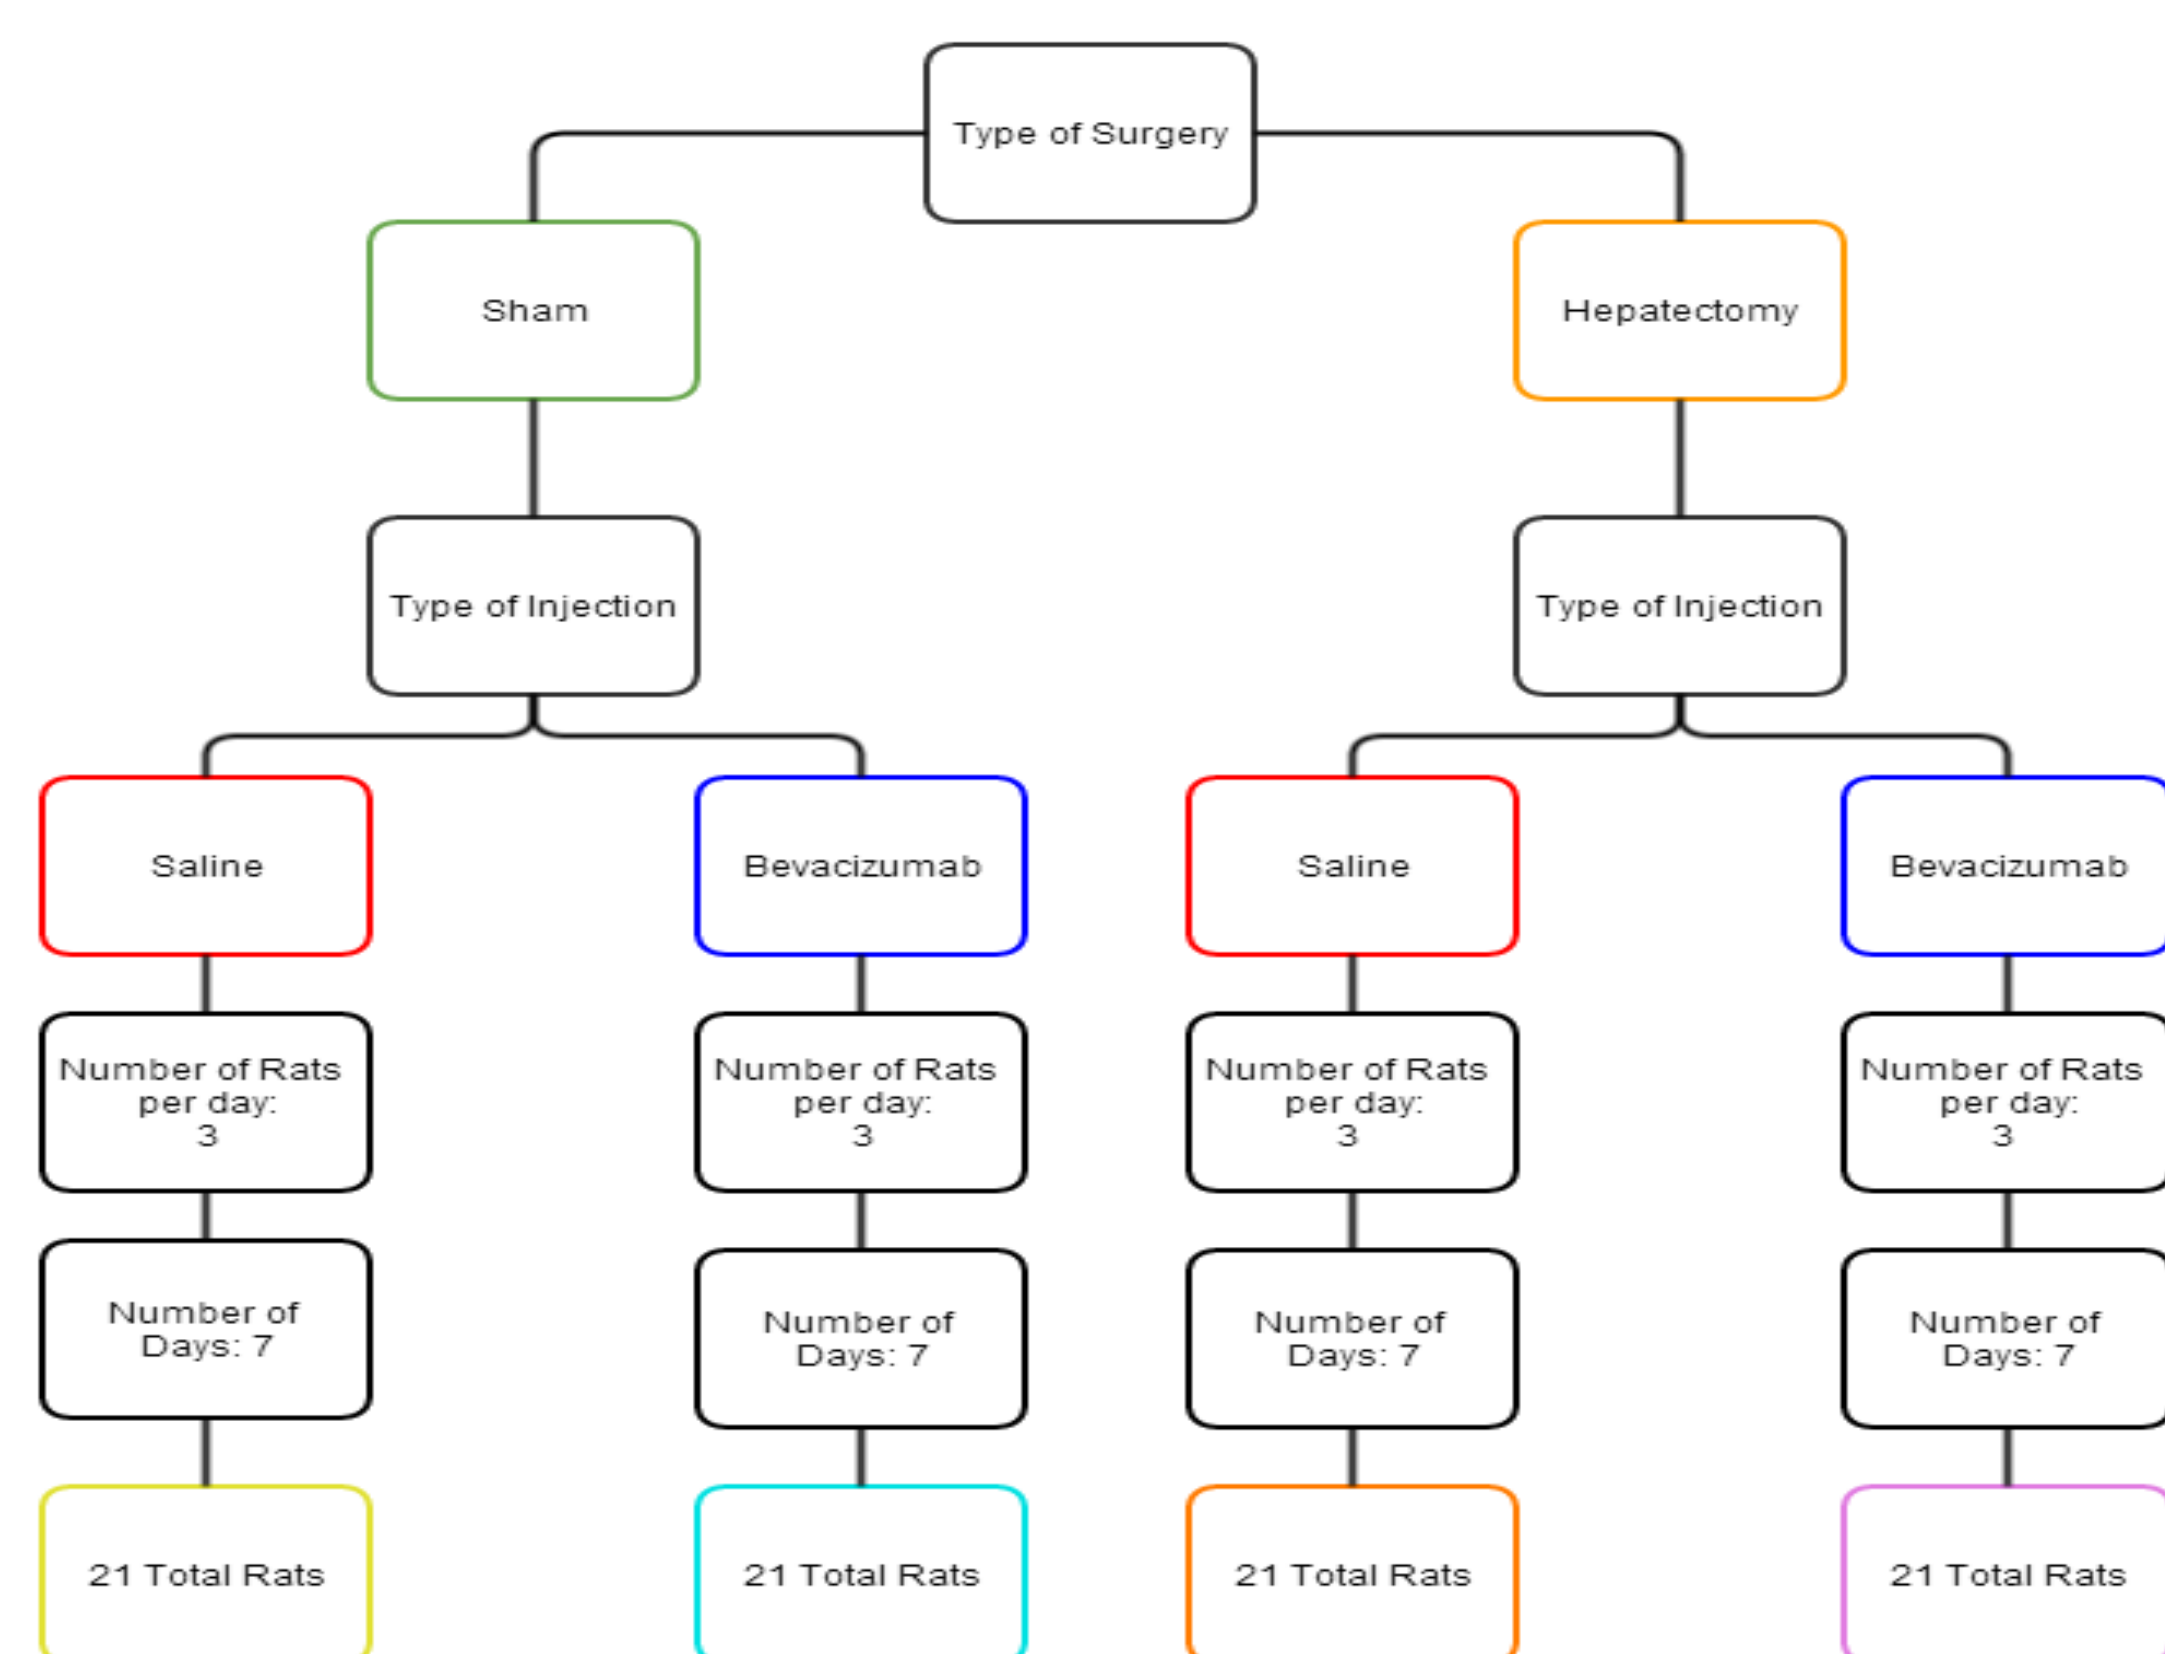 Type of Surgery
Sham
Hepatectomy
Type of Injection
Type of Injection
Saline
Bevacizumab
Saline
Bevacizumab
Number of Rats
per day:
3
Number of Rats
per day:
3
Number of Rats
per day:
3
Number of Rats
per day:
3
Number of
Days: 7
Number of
Days: 7
Number of
Days: 7
Number of
Days: 7
21 Total Rats
21 Total Rats
21 Total Rats
21 Total Rats